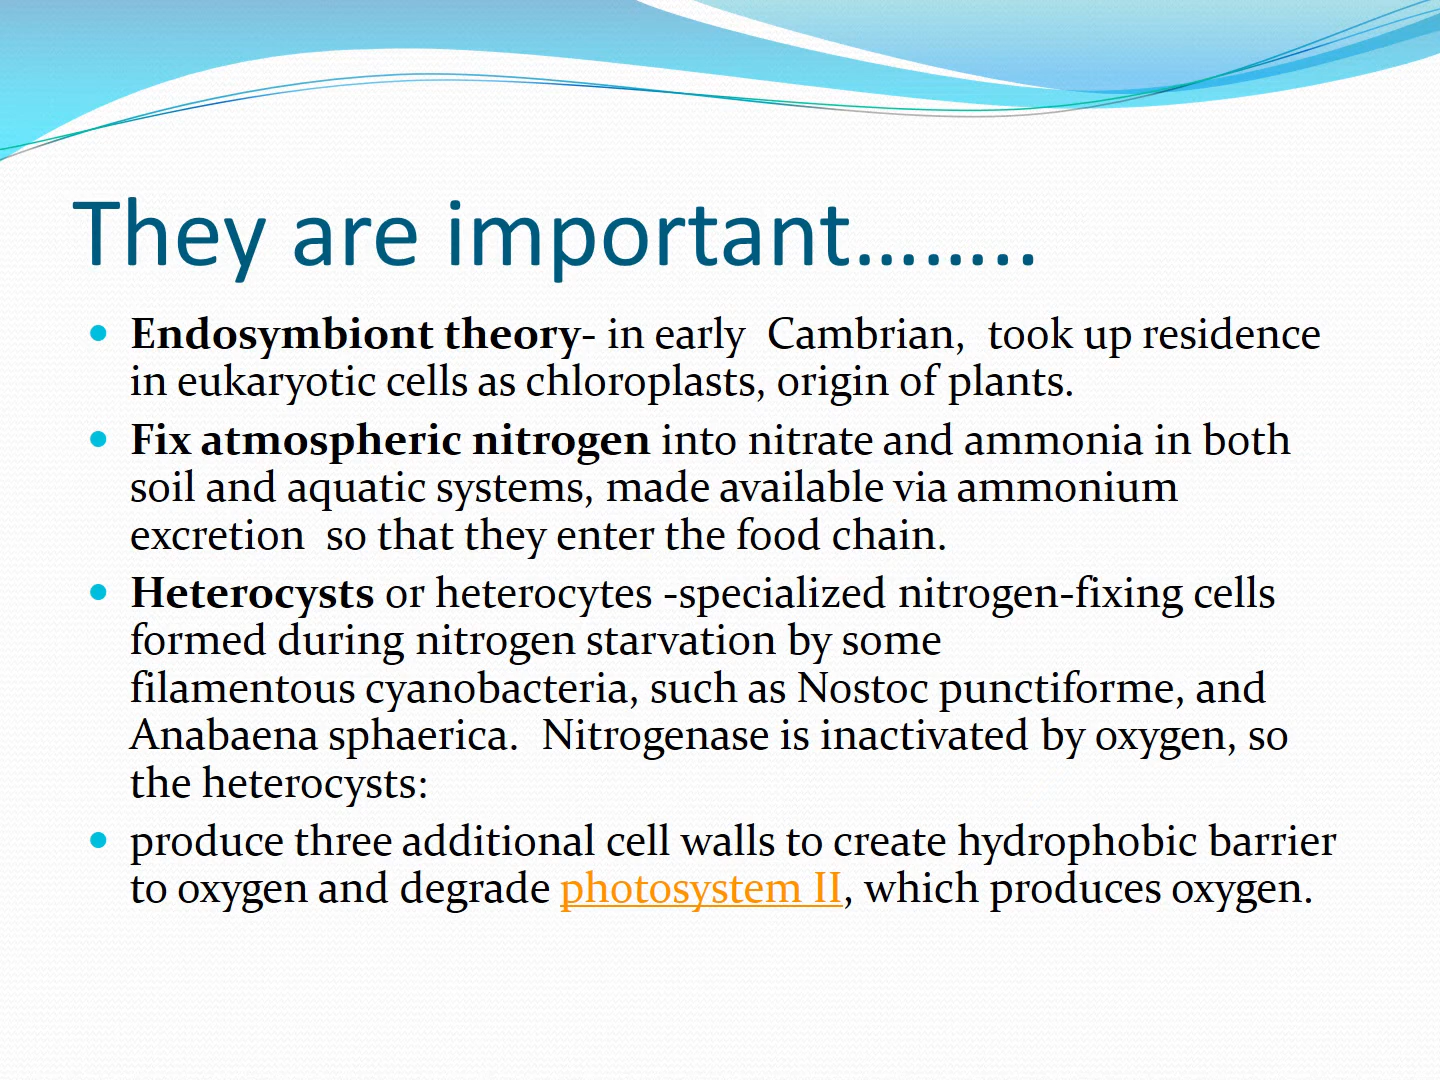 They are important……..
Endosymbiont theory- in early  Cambrian,  took up residence
in eukaryotic cells as chloroplasts, origin of plants.
Fix atmospheric nitrogen into nitrate and ammonia in both
soil and aquatic systems, made available via ammonium
excretion  so that they enter the food chain.
Heterocysts or heterocytes -specialized nitrogen-fixing cells
formed during nitrogen starvation by some
filamentous cyanobacteria, such as Nostoc punctiforme, and
Anabaena sphaerica.  Nitrogenase is inactivated by oxygen, so
the heterocysts:
produce three additional cell walls to create hydrophobic barrier
to oxygen and degrade photosystem II, which produces oxygen.